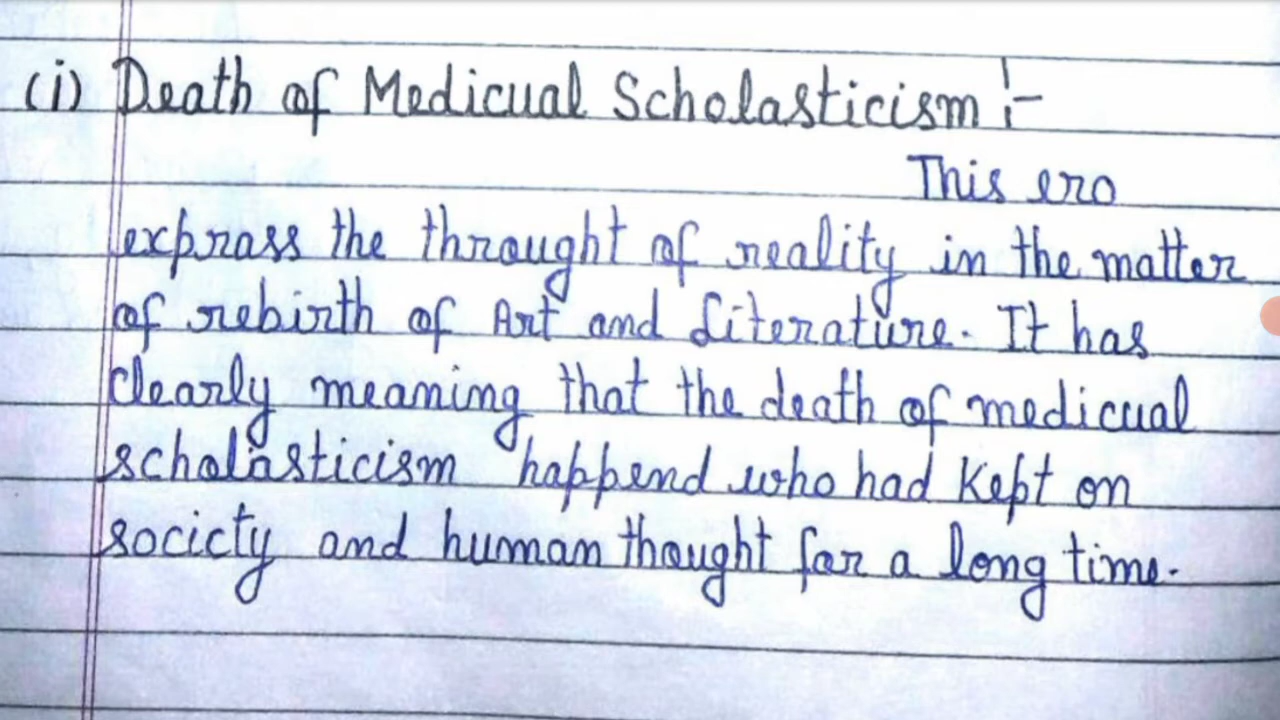 (i) Death of Medicual Scholasticism :-
This ero
exprass the throught of reality in the matter
of rebirth of Art and Literature. It has
clearly meaning that the death of medicual
scholasticism happend who had kept on
socicty and human thought for a long time.